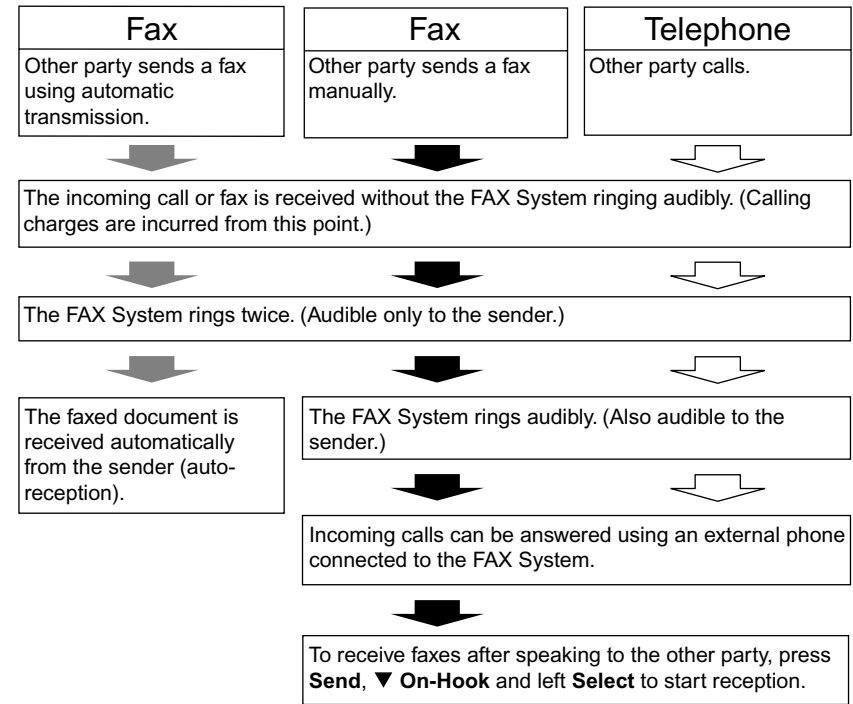 Fax
Other party sends a fax
using automatic
transmission.
Fax
Other party sends a fax
manually.
Telephone
Other party calls.
The incoming call or fax is received without the FAX System ringing audibly. (Calling
charges are incurred from this point.)
The FAX System rings twice. (Audible only to the sender.)
The faxed document is
received automatically
from the sender (auto-
reception).
The FAX System rings audibly. (Also audible to the
sender.)
Incoming calls can be answered using an external phone
connected to the FAX System.
To receive faxes after speaking to the other party, press
Send, ▼ On-Hook and left Select to start reception.